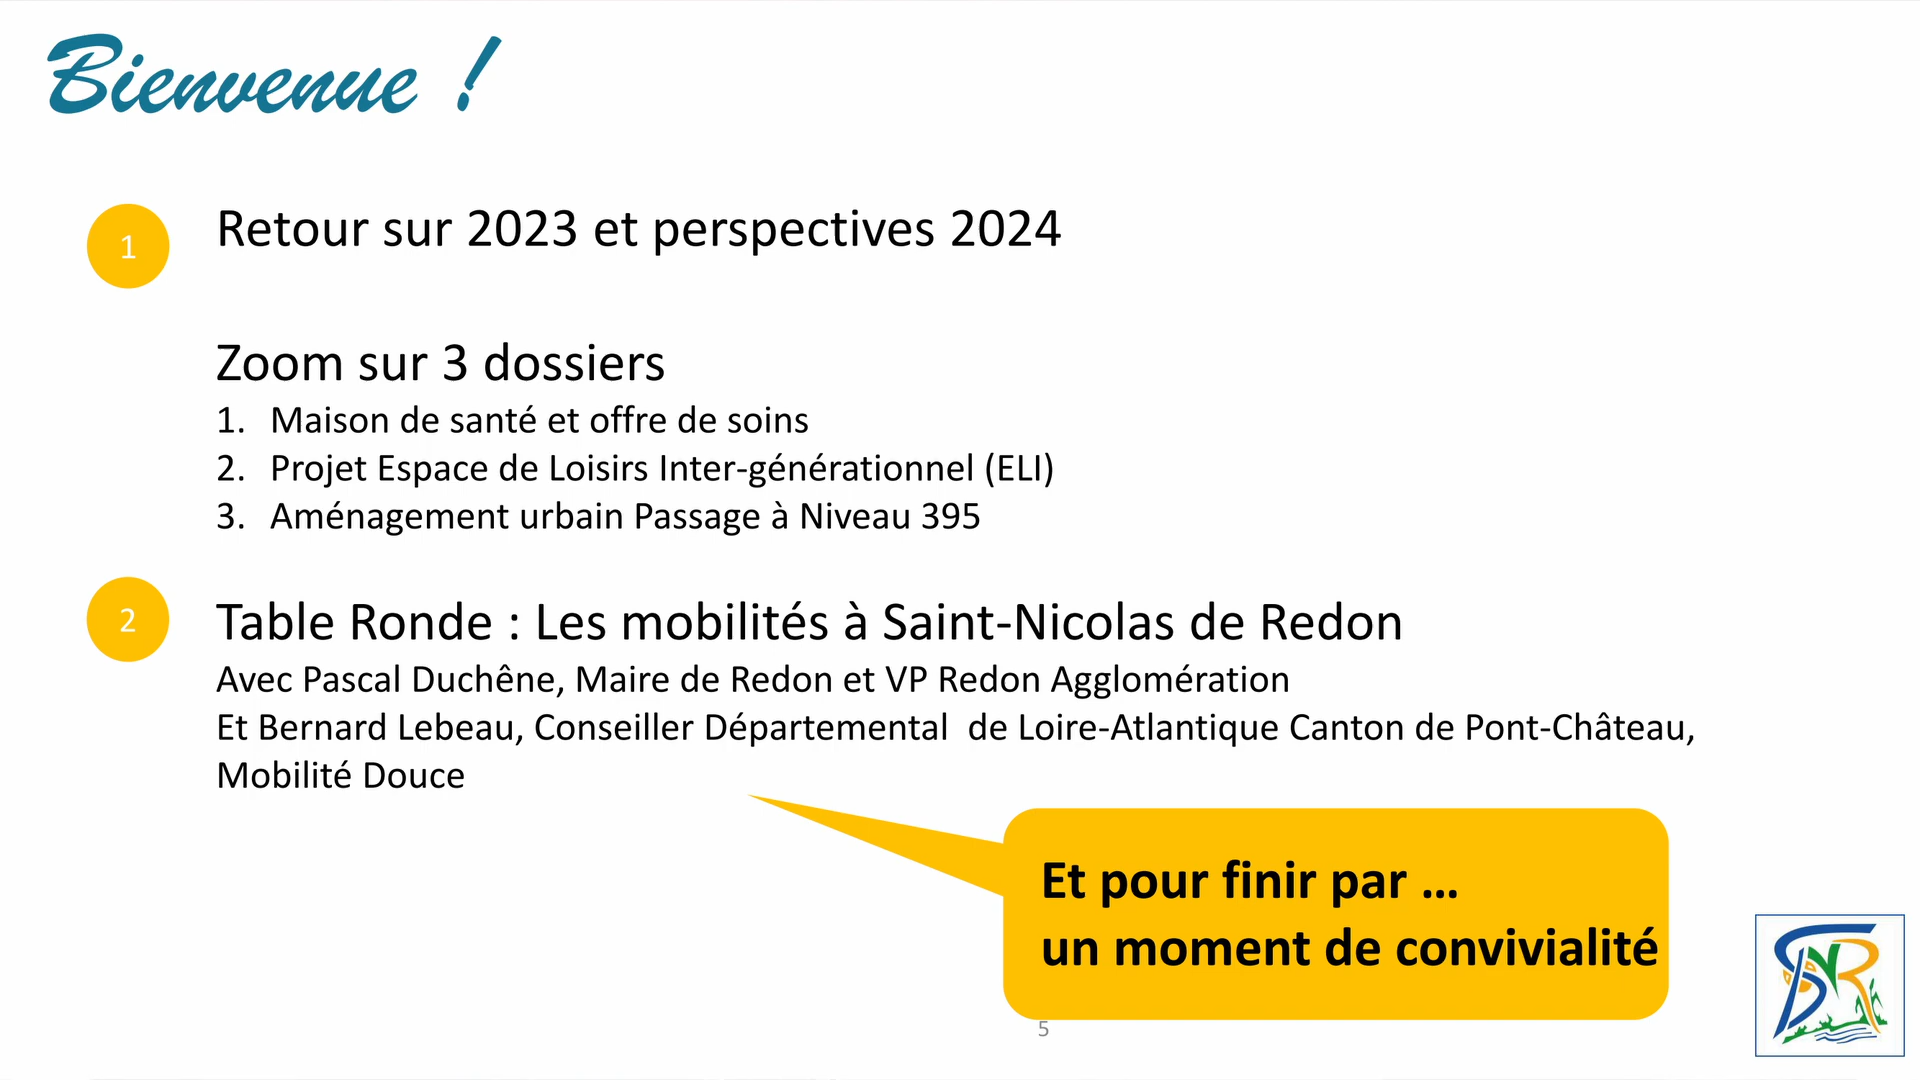 Bienvenue !
1
Retour sur 2023 et perspectives 2024
Zoom sur 3 dossiers
1. Maison de santé et offre de soins
2. Projet Espace de Loisirs Inter-générationnel (ELI)
3. Aménagement urbain Passage à Niveau 395
2
Table Ronde : Les mobilités à Saint-Nicolas de Redon
Avec Pascal Duchêne, Maire de Redon et VP Redon Agglomération
Et Bernard Lebeau, Conseiller Départemental  de Loire-Atlantique Canton de Pont-Château,
Mobilité Douce
Et pour finir par ...
un moment de convivialité
5
SNR